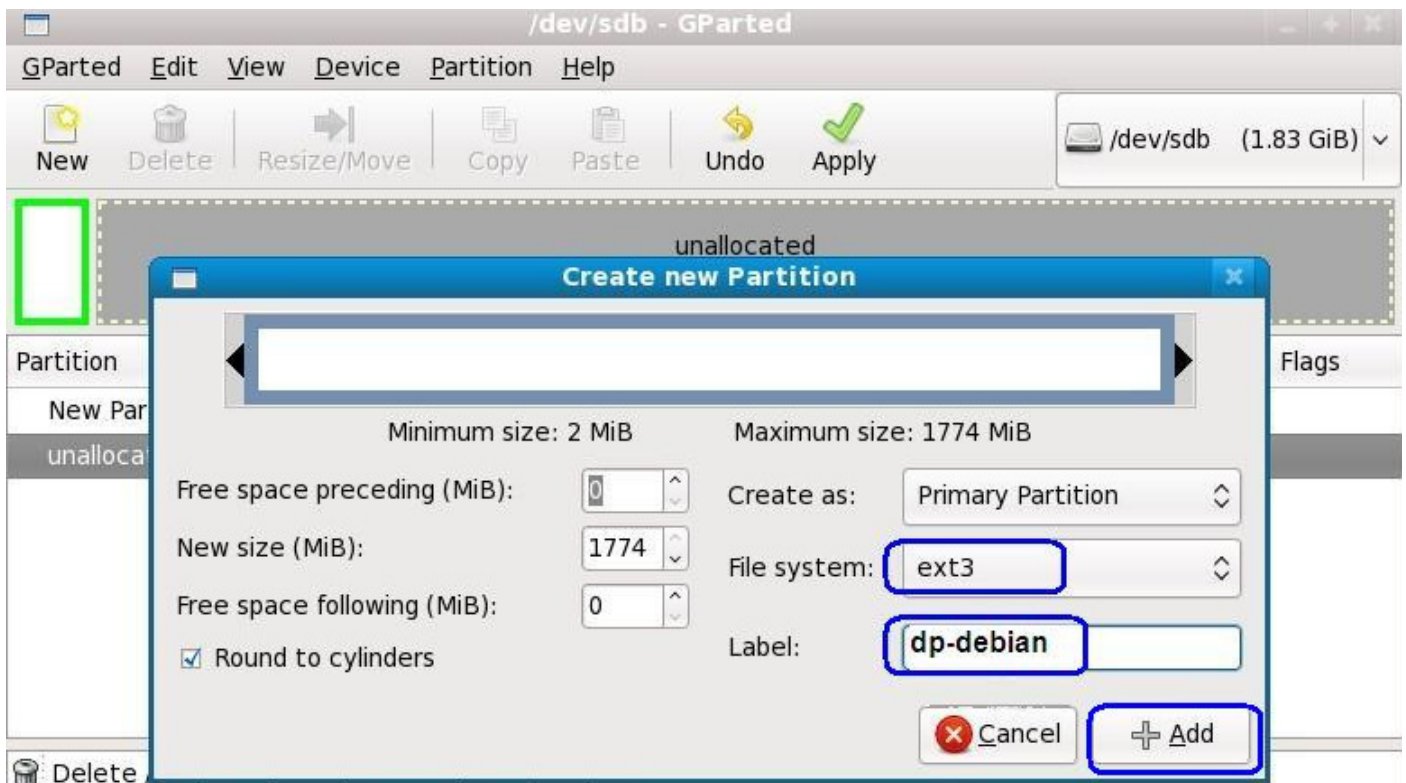 /dev/sdb - GParted
GParted Edit View Device Partition Help
New Delete Resize/Move Copy Paste Undo Apply /dev/sdb (1.83 GiB)
unallocated
Create new Partition
Partition Flags
New Par
unalloca
Minimum size: 2 MiB Maximum size: 1774 MiB
Free space preceding (MiB): 0 Create as: Primary Partition
New size (MiB): 1774 File system: ext3
Free space following (MiB): 0 Label: dp-debian
Round to cylinders
Cancel Add
Delete